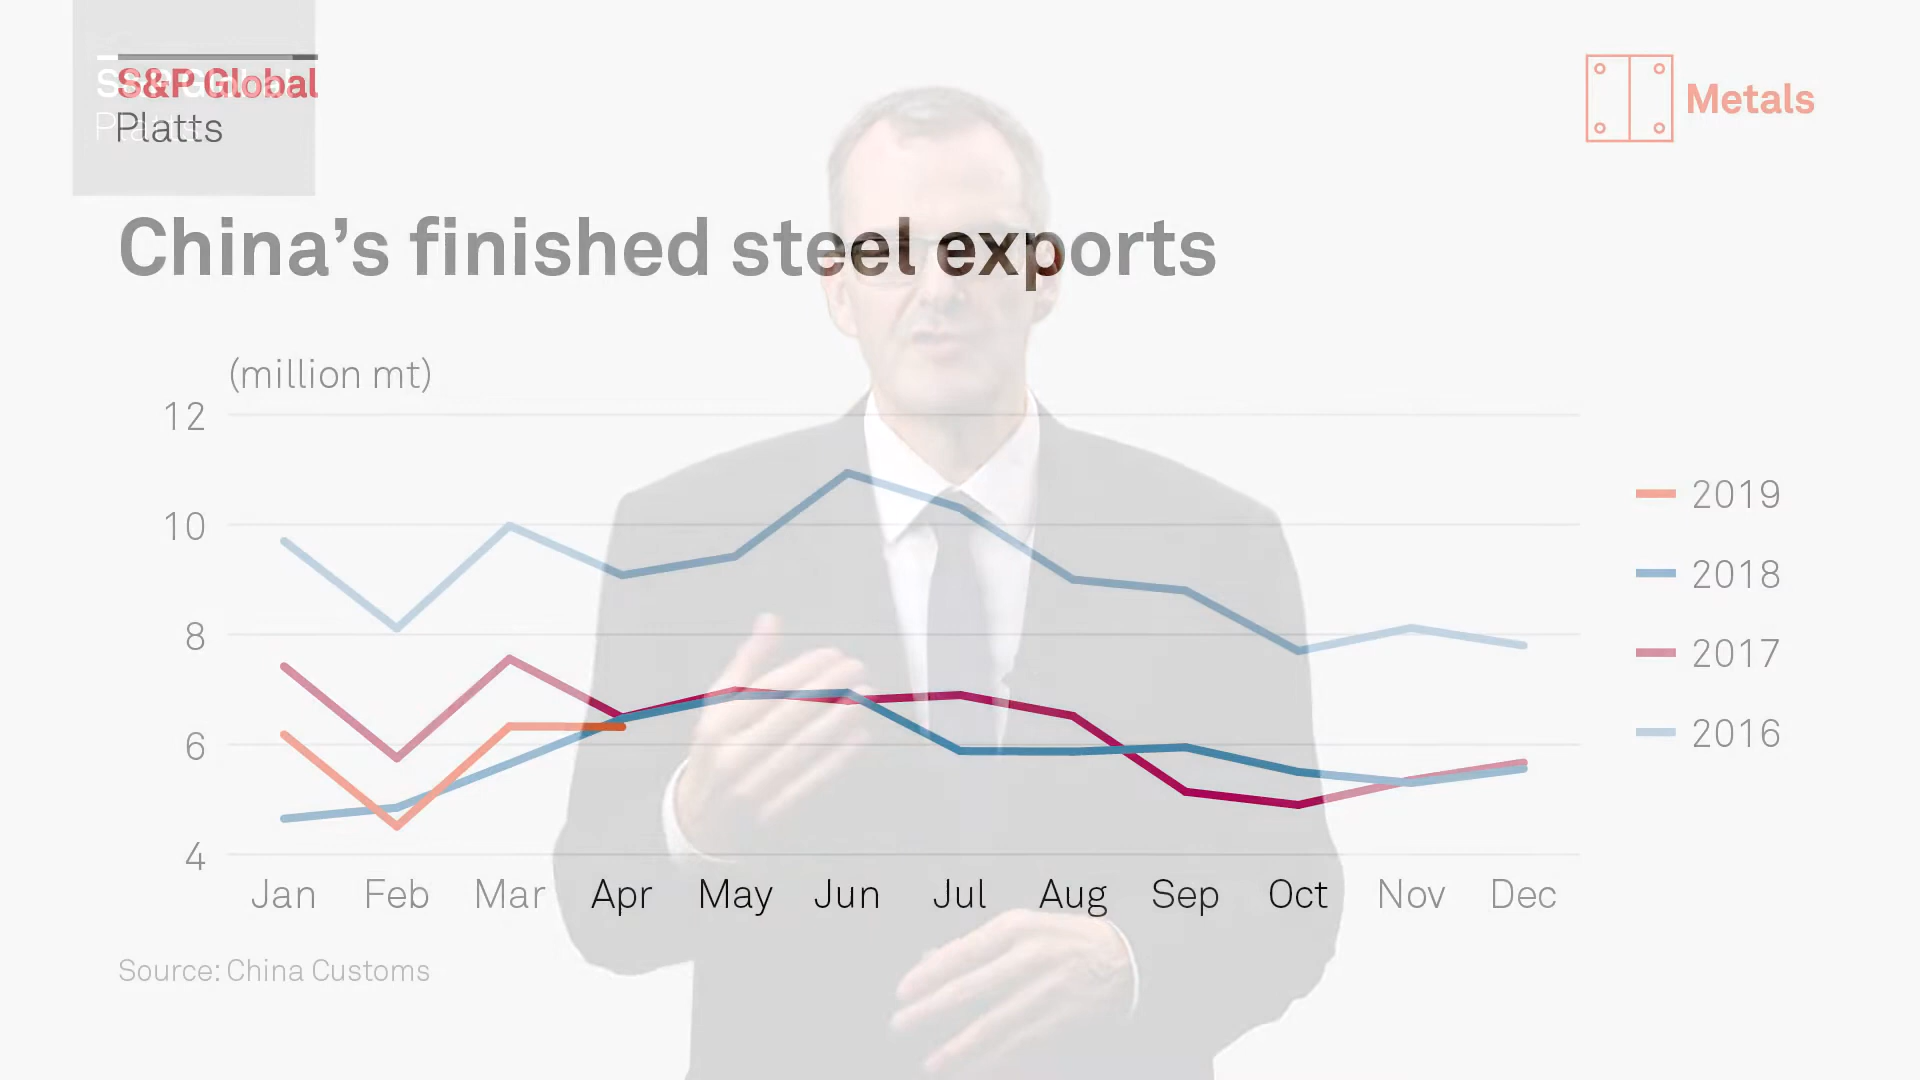 S&P Global
Platts
Metals
China’s finished steel exports
(million mt)
12
10
8
6
4
Jan Feb Mar Apr May Jun Jul Aug Sep Oct Nov Dec
2019
2018
2017
2016
Source: China Customs